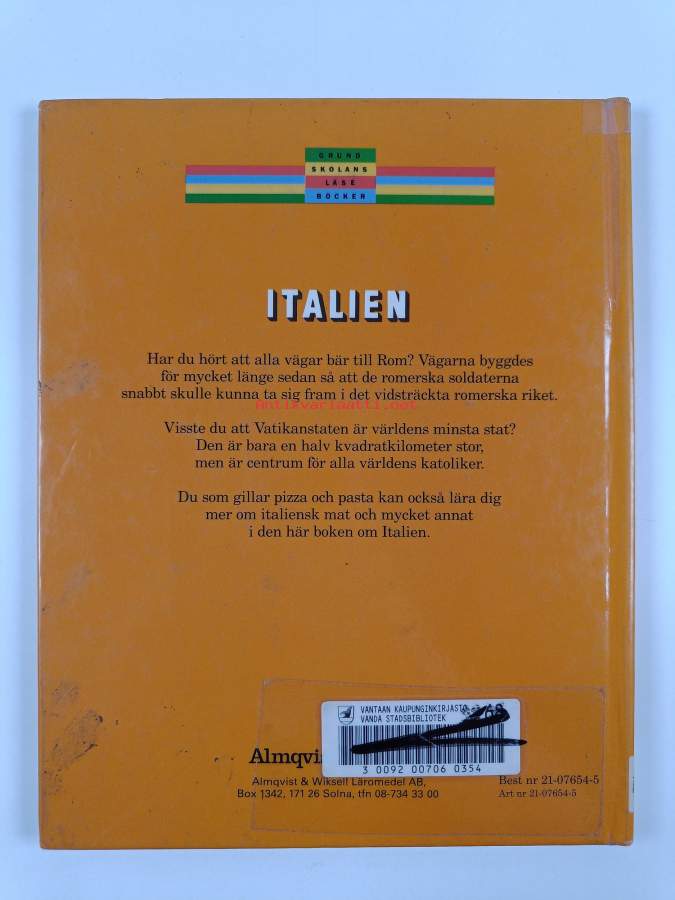 GRUND
SKOLANS
LÄSE
BÖCKER
ITALIEN
Har du hört att alla vägar bär till Rom? Vägarna byggdes
för mycket länge sedan så att de romerska soldaterna
snabbt skulle kunna ta sig fram i det vidsträckta romerska riket.
Antikvariaatti.net
Visste du att Vatikanstaten är världens minsta stat?
Den är bara en halv kvadratkilometer stor,
men är centrum för alla världens katoliker.
Du som gillar pizza och pasta kan också lära dig
mer om italiensk mat och mycket annat
i den här boken om Italien.
VANTAAN KAUPUNGINKIRJASTO
VANDA STADSBIBLIOTEK
3 0092 00706 0354
Almqvi
Almqvist & Wiksell Läromedel AB,
Box 1342, 171 26 Solna, tfn 08-734 33 00
Best nr 21-07654-5
Art nr 21-07654-5